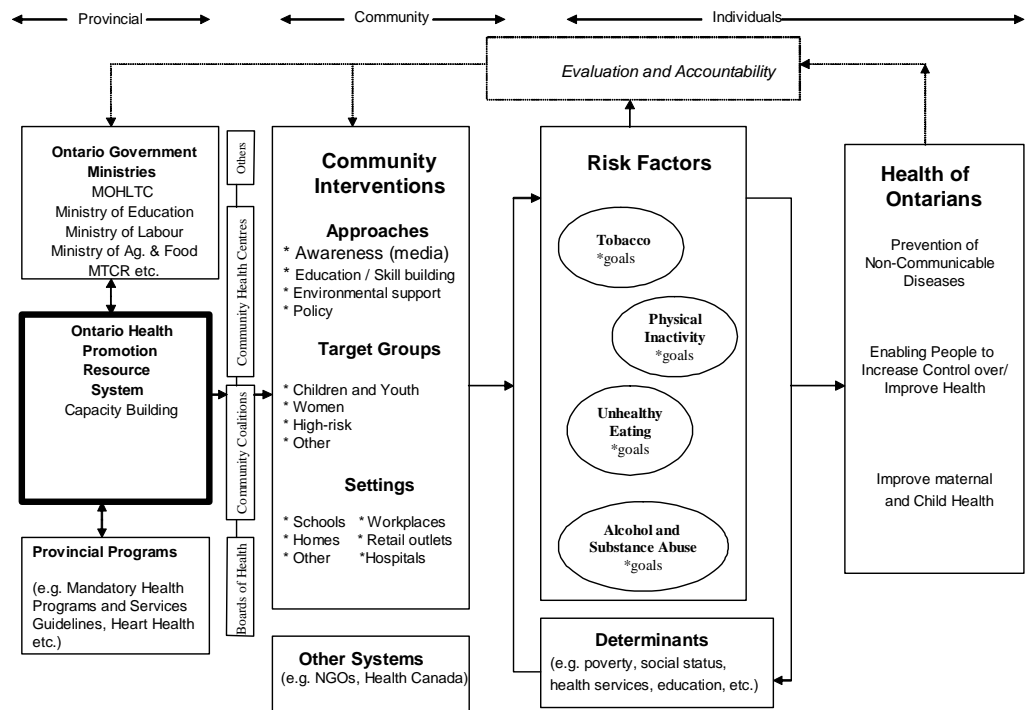 Provincial
Community
Individuals
Evaluation and Accountability
Ontario Government
Ministries
MOHLTC
Ministry of Education
Ministry of Labour
Ministry of Ag. & Food
MTCR etc.
Ontario Health
Promotion
Resource
System
Capacity Building
Provincial Programs
(e.g. Mandatory Health
Programs and Services
Guidelines, Heart Health
etc.)
Others
Community Health Centres
Community Coalitions
Boards of Health
Community
Interventions
Approaches
* Awareness (media)
* Education / Skill building
* Environmental support
* Policy
Target Groups
* Children and Youth
* Women
* High-risk
* Other
Settings
* Schools * Workplaces
* Homes * Retail outlets
* Other *Hospitals
Other Systems
(e.g. NGOs, Health Canada)
Risk Factors
Tobacco
*goals
Physical
Inactivity
*goals
Unhealthy
Eating
*goals
Alcohol and
Substance Abuse
*goals
Determinants
(e.g. poverty, social status,
health services, education, etc.)
Health of
Ontarians
Prevention of
Non-Communicable
Diseases
Enabling People to
Increase Control over/
Improve Health
Improve maternal
and Child Health